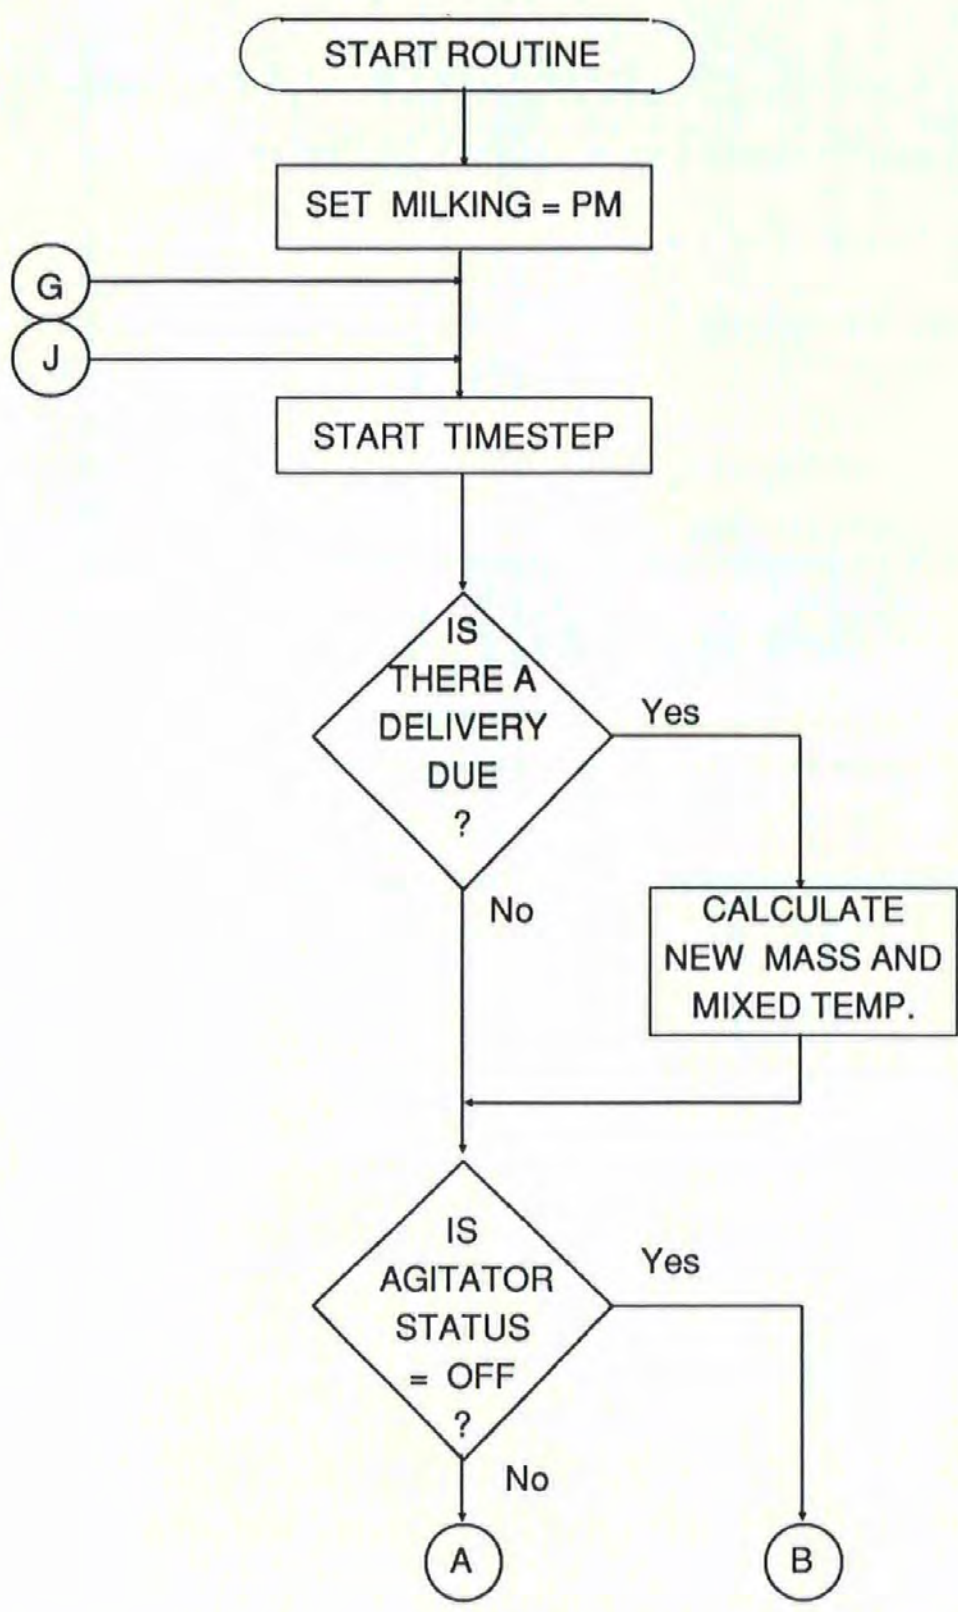 START ROUTINE
SET MILKING = PM
G
J
START TIMESTEP
IS
THERE A
DELIVERY
DUE
?
Yes
No
CALCULATE
NEW MASS AND
MIXED TEMP.
IS
AGITATOR
STATUS
= OFF
?
Yes
No
A
B